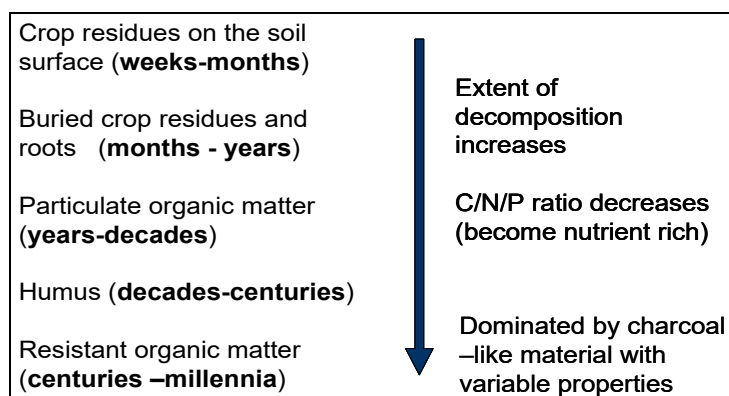 Crop residues on the soil
surface (weeks-months)
Buried crop residues and
roots (months - years)
Particulate organic matter
(years-decades)
Humus (decades-centuries)
Resistant organic matter
(centuries –millennia)
Extent of
decomposition
increases
C/N/P ratio decreases
(become nutrient rich)
Dominated by charcoal
–like material with
variable properties